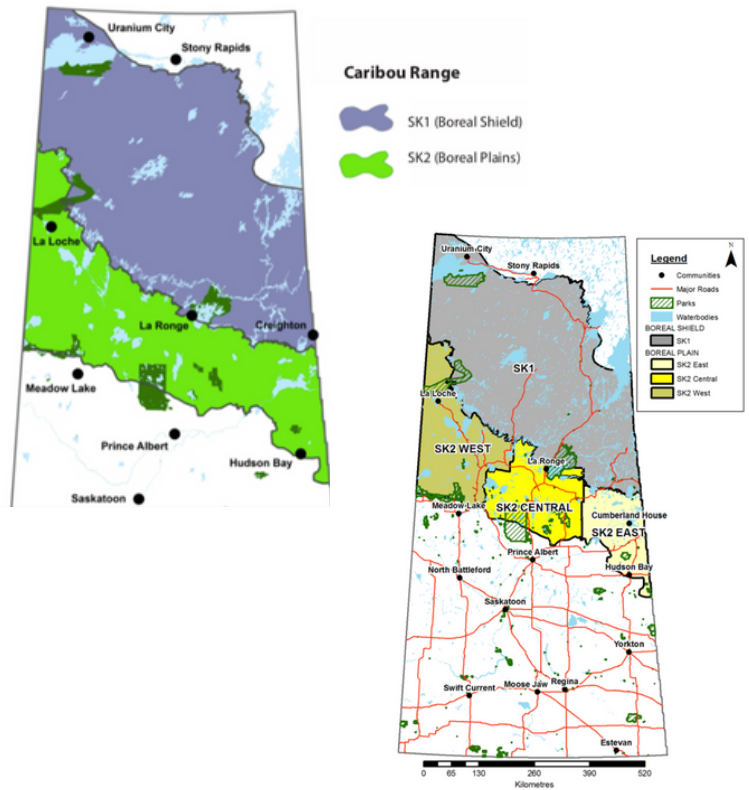 Uranium City
Stony Rapids
La Loche
La Ronge
Creighton
Meadow Lake
Prince Albert
Hudson Bay
Saskatoon
Caribou Range
SK1 (Boreal Shield)
SK2 (Boreal Plains)
Uranium City
Stony Rapids
SK1
La Loche
SK2 WEST
La Ronge
SK2 CENTRAL
Meadow Lake
Cumberland House
SK2 EAST
Prince Albert
Hudson Bay
North Battleford
Saskatoon
Yorkton
Swift Current
Moose Jaw
Regina
Estevan
Legend
N
Communities
Major Roads
Parks
Waterbodies
BOREAL SHIELD
SK1
BOREAL PLAIN
SK2 East
SK2 Central
SK2 West
0 65 130 260 390 520
Kilometres